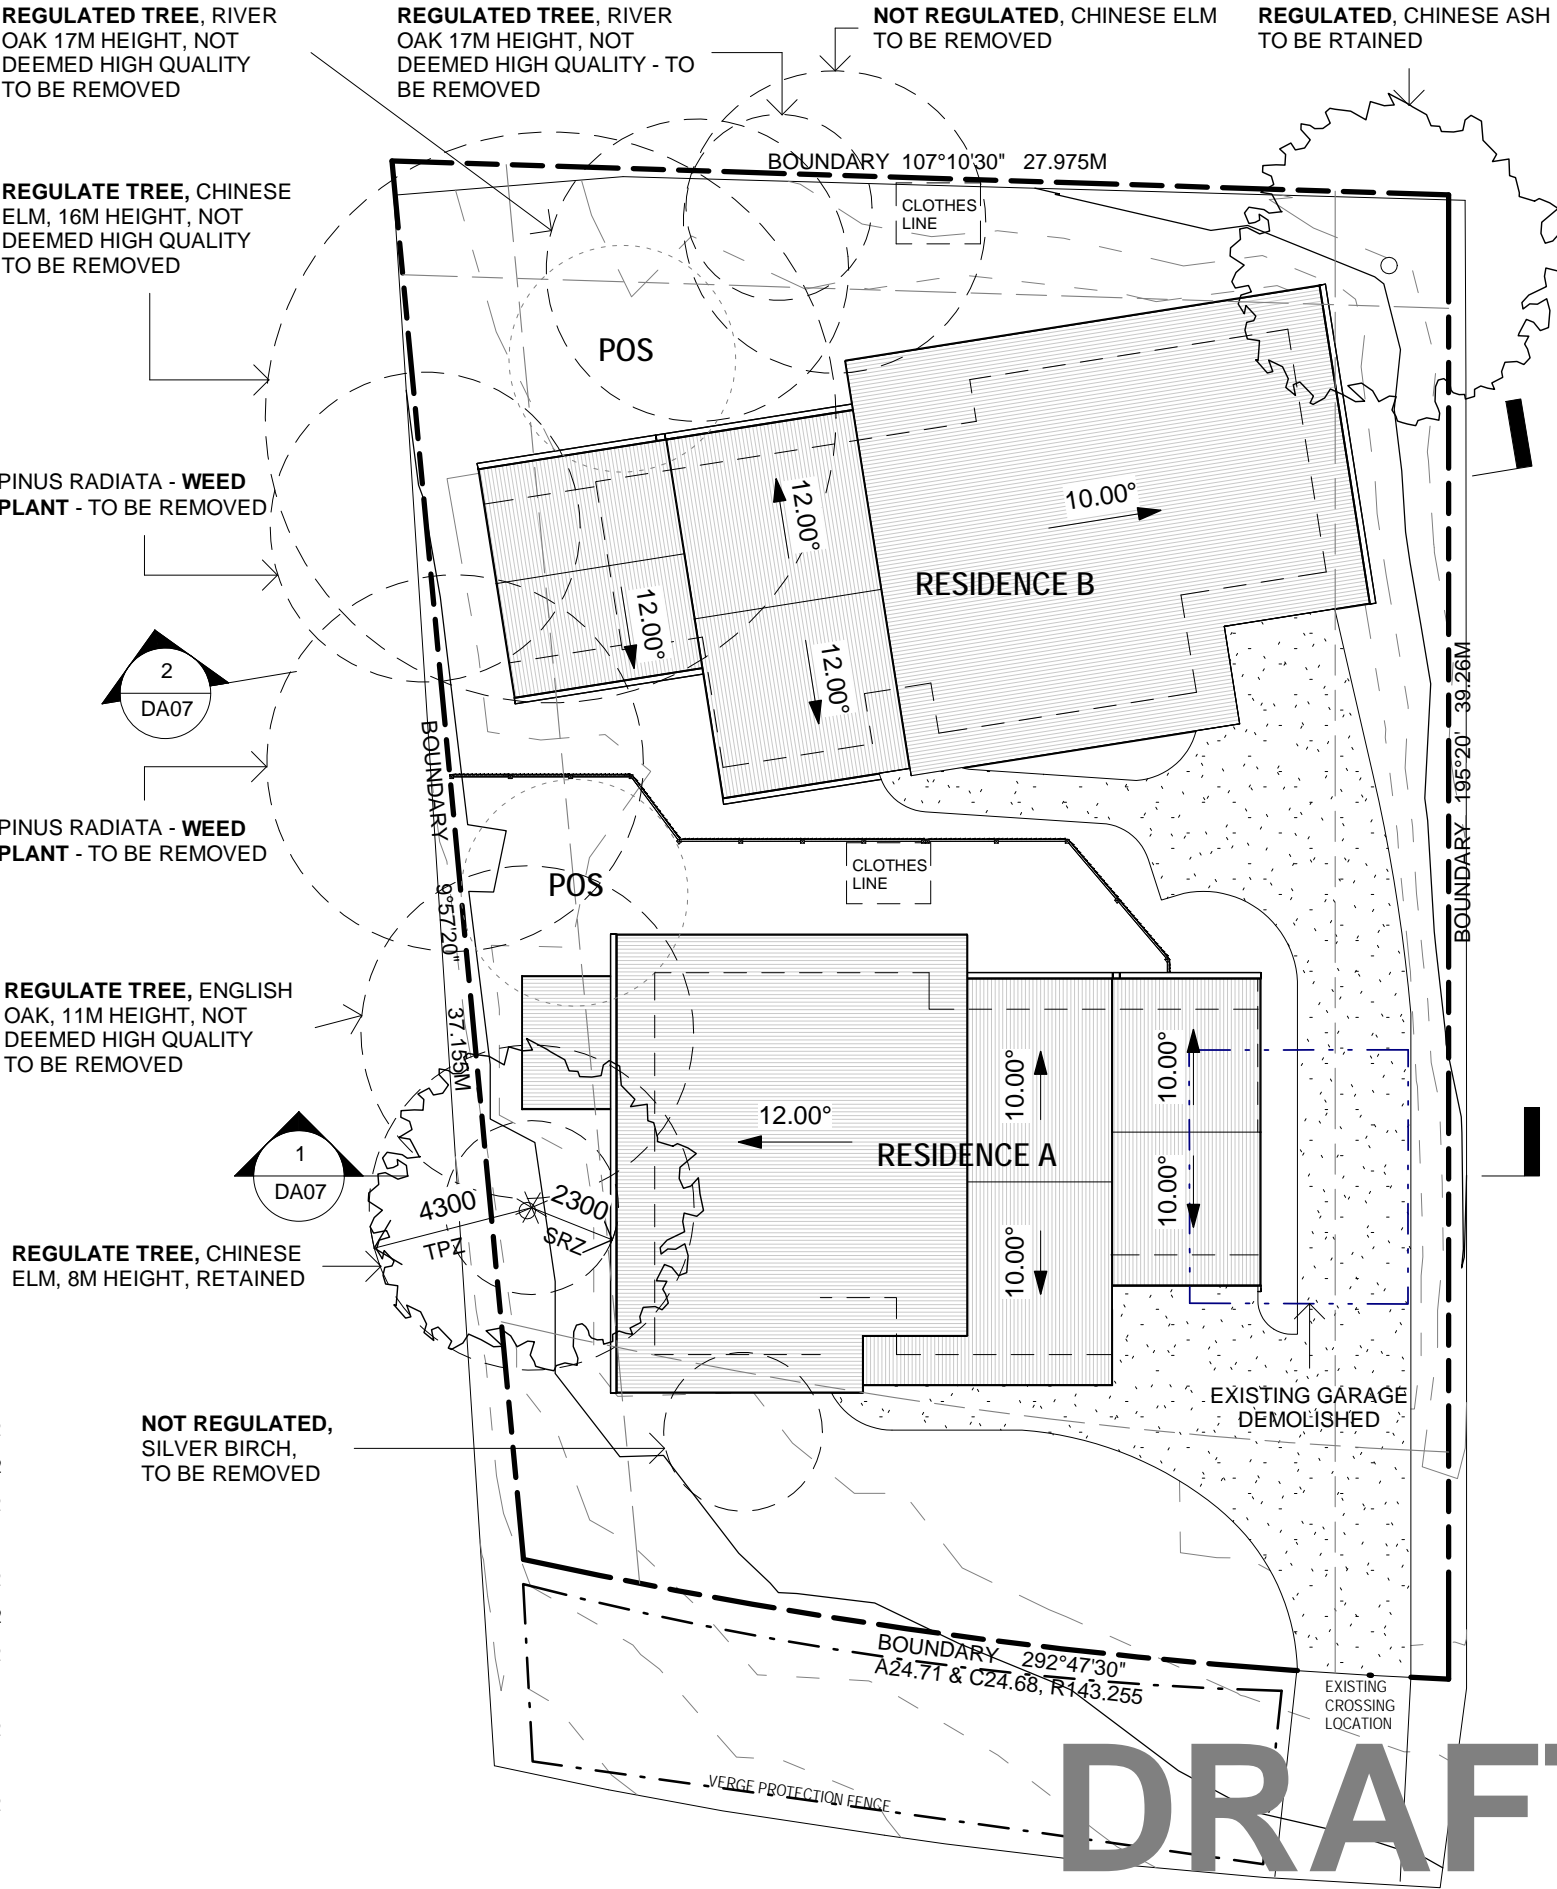 REGULATED TREE, RIVER
OAK 17M HEIGHT, NOT
DEEMED HIGH QUALITY
TO BE REMOVED
REGULATED TREE, RIVER
OAK 17M HEIGHT, NOT
DEEMED HIGH QUALITY - TO
BE REMOVED
NOT REGULATED, CHINESE ELM
TO BE REMOVED
REGULATED, CHINESE ASH
TO BE RTAINED
BOUNDARY 107°10'30" 27.975M
REGULATE TREE, CHINESE
ELM, 16M HEIGHT, NOT
DEEMED HIGH QUALITY
TO BE REMOVED
CLOTHES
LINE
POS
PINUS RADIATA - WEED
PLANT - TO BE REMOVED
12.00°
10.00°
RESIDENCE B
12.00°
12.00°
2
DA07
BOUNDARY 9°57'20" 37.155M
BOUNDARY 195°20' 39.26M
PINUS RADIATA - WEED
PLANT - TO BE REMOVED
CLOTHES
LINE
POS
REGULATE TREE, ENGLISH
OAK, 11M HEIGHT, NOT
DEEMED HIGH QUALITY
TO BE REMOVED
10.00°
10.00°
12.00°
RESIDENCE A
1
DA07
4300
TPZ
2300
SRZ
10.00°
10.00°
REGULATE TREE, CHINESE
ELM, 8M HEIGHT, RETAINED
EXISTING GARAGE
DEMOLISHED
NOT REGULATED,
SILVER BIRCH,
TO BE REMOVED
BOUNDARY 292°47'30"
A24.71 & C24.68, R143.255
EXISTING
CROSSING
LOCATION
VERGE PROTECTION FENCE
DRAFT